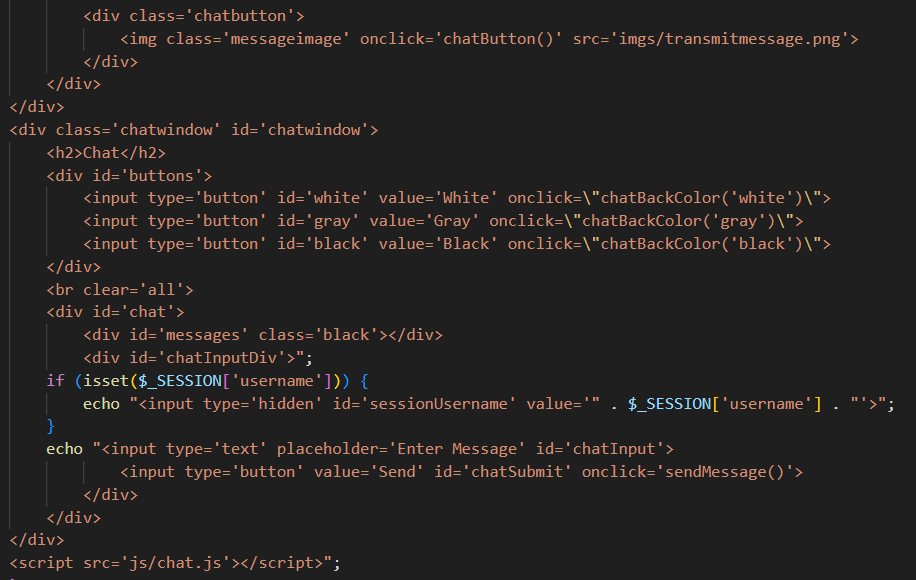 <div class='chatbutton'>
<img class='messageimage' onclick='chatButton()' src='imgs/transmitmessage.png'>
</div>
</div>
</div>
<div class='chatwindow' id='chatwindow'>
<h2>Chat</h2>
<div id='buttons'>
<input type='button' id='white' value='White' onclick=\"chatBackColor('white')\">
<input type='button' id='gray' value='Gray' onclick=\"chatBackColor('gray')\">
<input type='button' id='black' value='Black' onclick=\"chatBackColor('black')\">
</div>
<br clear='all'>
<div id='chat'>
<div id='messages' class='black'></div>
<div id='chatInputDiv'>";
if (isset($_SESSION['username'])) {
echo "<input type='hidden' id='sessionUsername' value='" . $_SESSION['username'] . "'>";
}
echo "<input type='text' placeholder='Enter Message' id='chatInput'>
<input type='button' value='Send' id='chatSubmit' onclick='sendMessage()'>
</div>
</div>
</div>
<script src='js/chat.js'></script>";